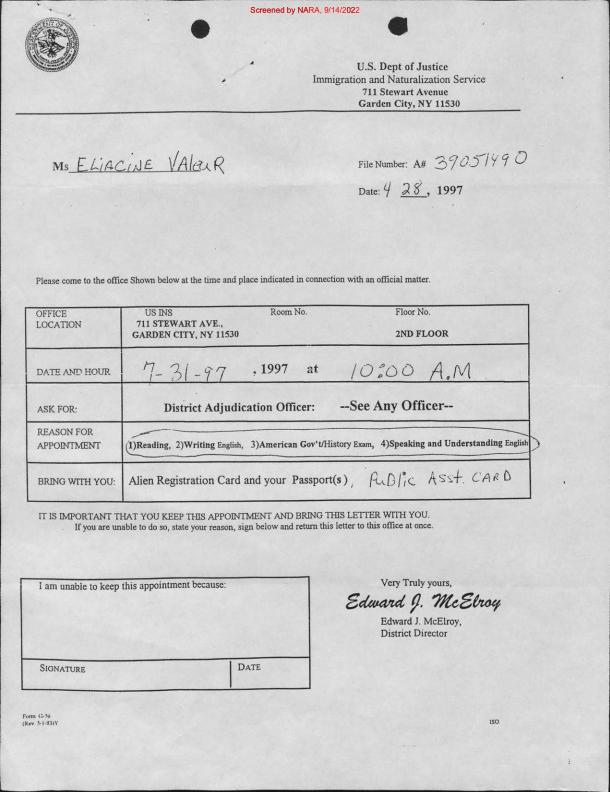 Screened by NARA, 9/14/2022
U.S. Dept of Justice
Immigration and Naturalization Service
711 Stewart Avenue
Garden City, NY 11530
Ms ELiACiNE VAlauR
File Number: A# 39051490
Date: 4 28, 1997
Please come to the office Shown below at the time and place indicated in connection with an official matter.
OFFICE LOCATION
US INS
711 STEWART AVE.,
GARDEN CITY, NY 11530
Room No.
Floor No.
2ND FLOOR
DATE AND HOUR 7-31-97 , 1997 at 10:00 A.M
ASK FOR: District Adjudication Officer: --See Any Officer--
REASON FOR APPOINTMENT
(1)Reading, 2)Writing English, 3)American Gov't/History Exam, 4)Speaking and Understanding English
BRING WITH YOU: Alien Registration Card and your Passport(s), PuBlic Asst. CARD
IT IS IMPORTANT THAT YOU KEEP THIS APPOINTMENT AND BRING THIS LETTER WITH YOU.
If you are unable to do so, state your reason, sign below and return this letter to this office at once.
I am unable to keep this appointment because:
SIGNATURE
DATE
Very Truly yours,
Edward J. McElroy
Edward J. McElroy,
District Director
Form G-56
(Rev. 5-1-83)Y
ISO